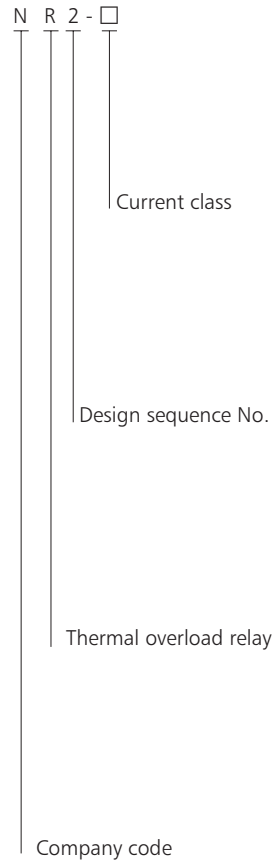 N R 2 - □
Current class
Design sequence No.
Thermal overload relay
Company code